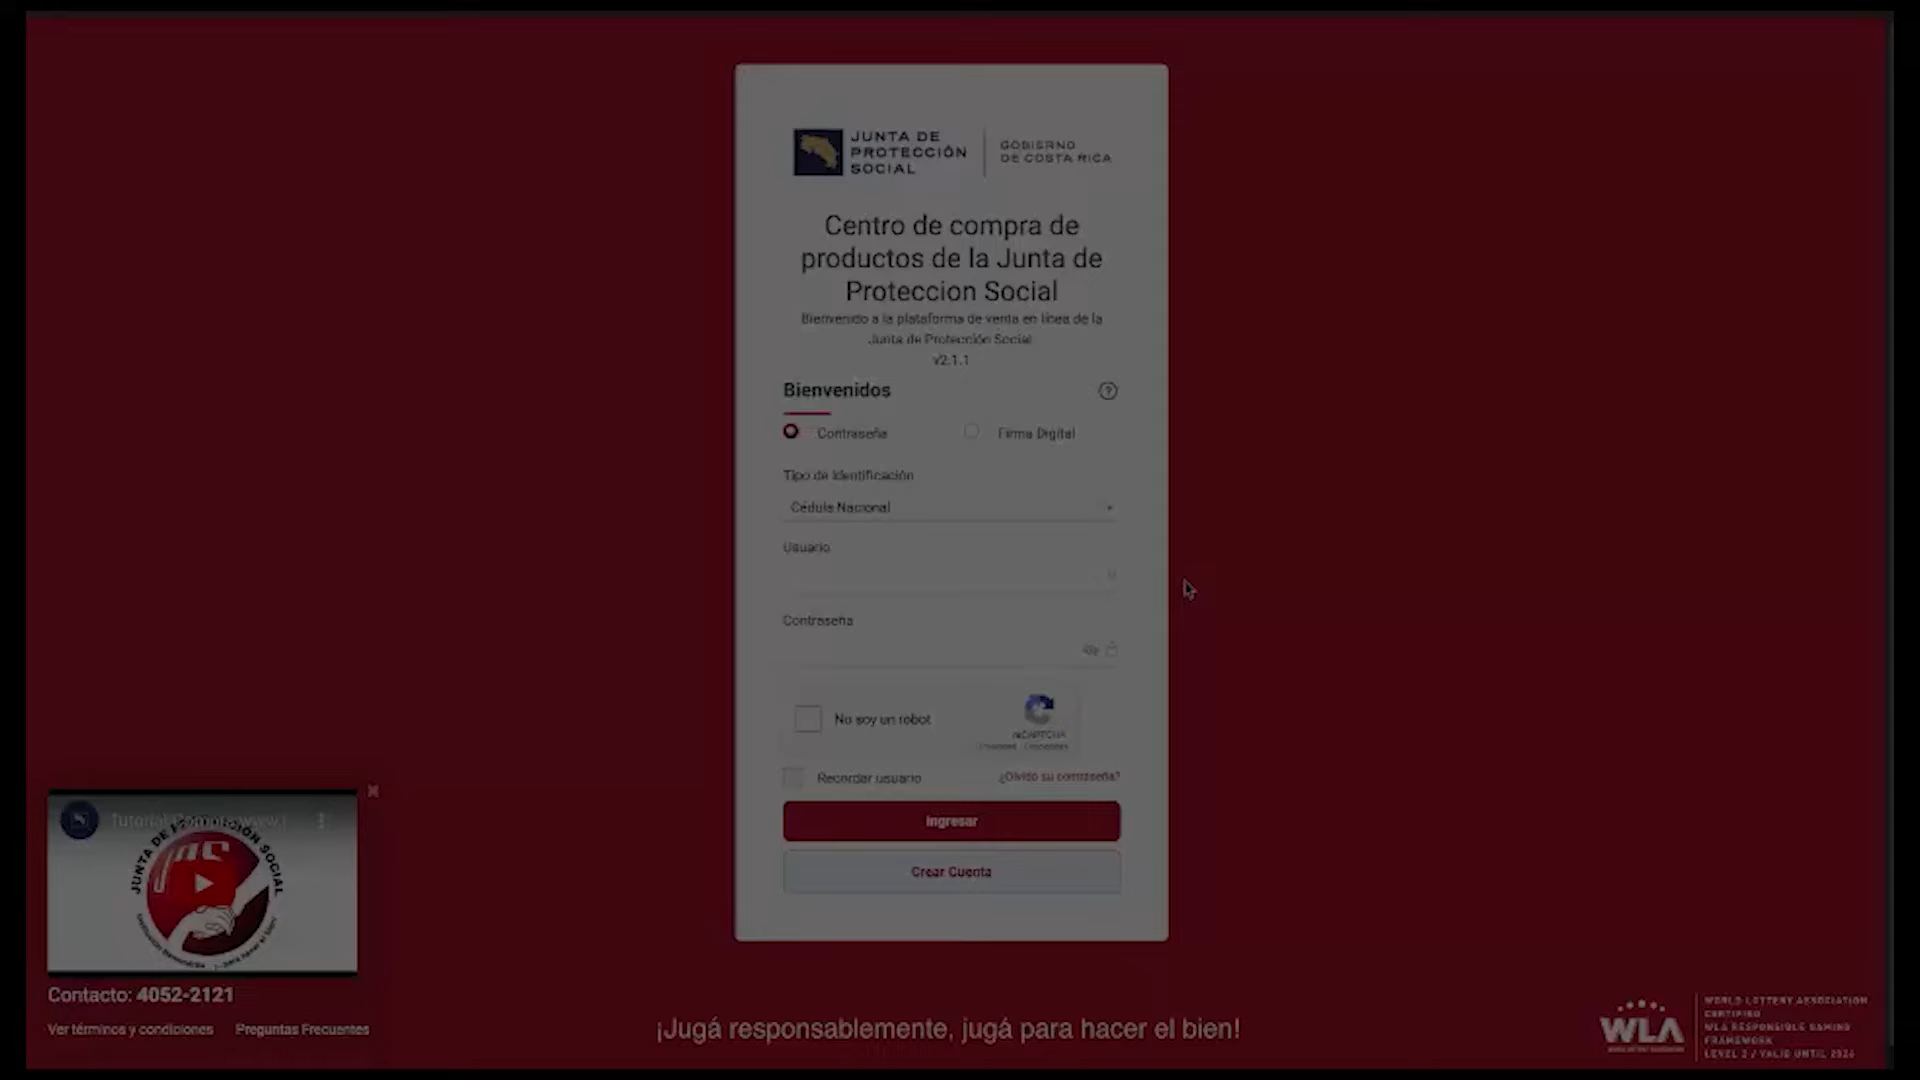 JUNTA DE
PROTECCIÓN
SOCIAL
GOBIERNO
DE COSTA RICA
Centro de compra de
productos de la Junta de
Proteccion Social
Bienvenido a la plataforma de venta en línea de la
Junta de Protección Social
v2.1.1
Bienvenidos
Contraseña
Firma Digital
Tipo de Identificación
Cédula Nacional
Usuario
Contraseña
No soy un robot
reCAPTCHA
Recordar usuario
¿Olvidó su contraseña?
Ingresar
Crear Cuenta
JUNTA DE PROTECCIÓN SOCIAL
Contacto: 4052-2121
Ver términos y condiciones
Preguntas Frecuentes
¡Jugá responsablemente, jugá para hacer el bien!
WLA
WORLD LOTTERY ASSOCIATION
CERTIFIED
WLA RESPONSIBLE GAMING
FRAMEWORK